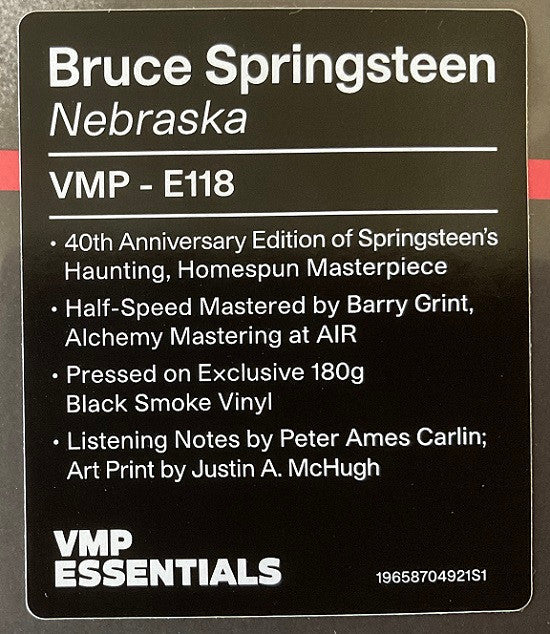 Bruce Springsteen
Nebraska
VMP - E118
• 40th Anniversary Edition of Springsteen's
Haunting, Homespun Masterpiece
• Half-Speed Mastered by Barry Grint,
Alchemy Mastering at AIR
• Pressed on Exclusive 180g
Black Smoke Vinyl
• Listening Notes by Peter Ames Carlin;
Art Print by Justin A. McHugh
VMP
ESSENTIALS
19658704921S1